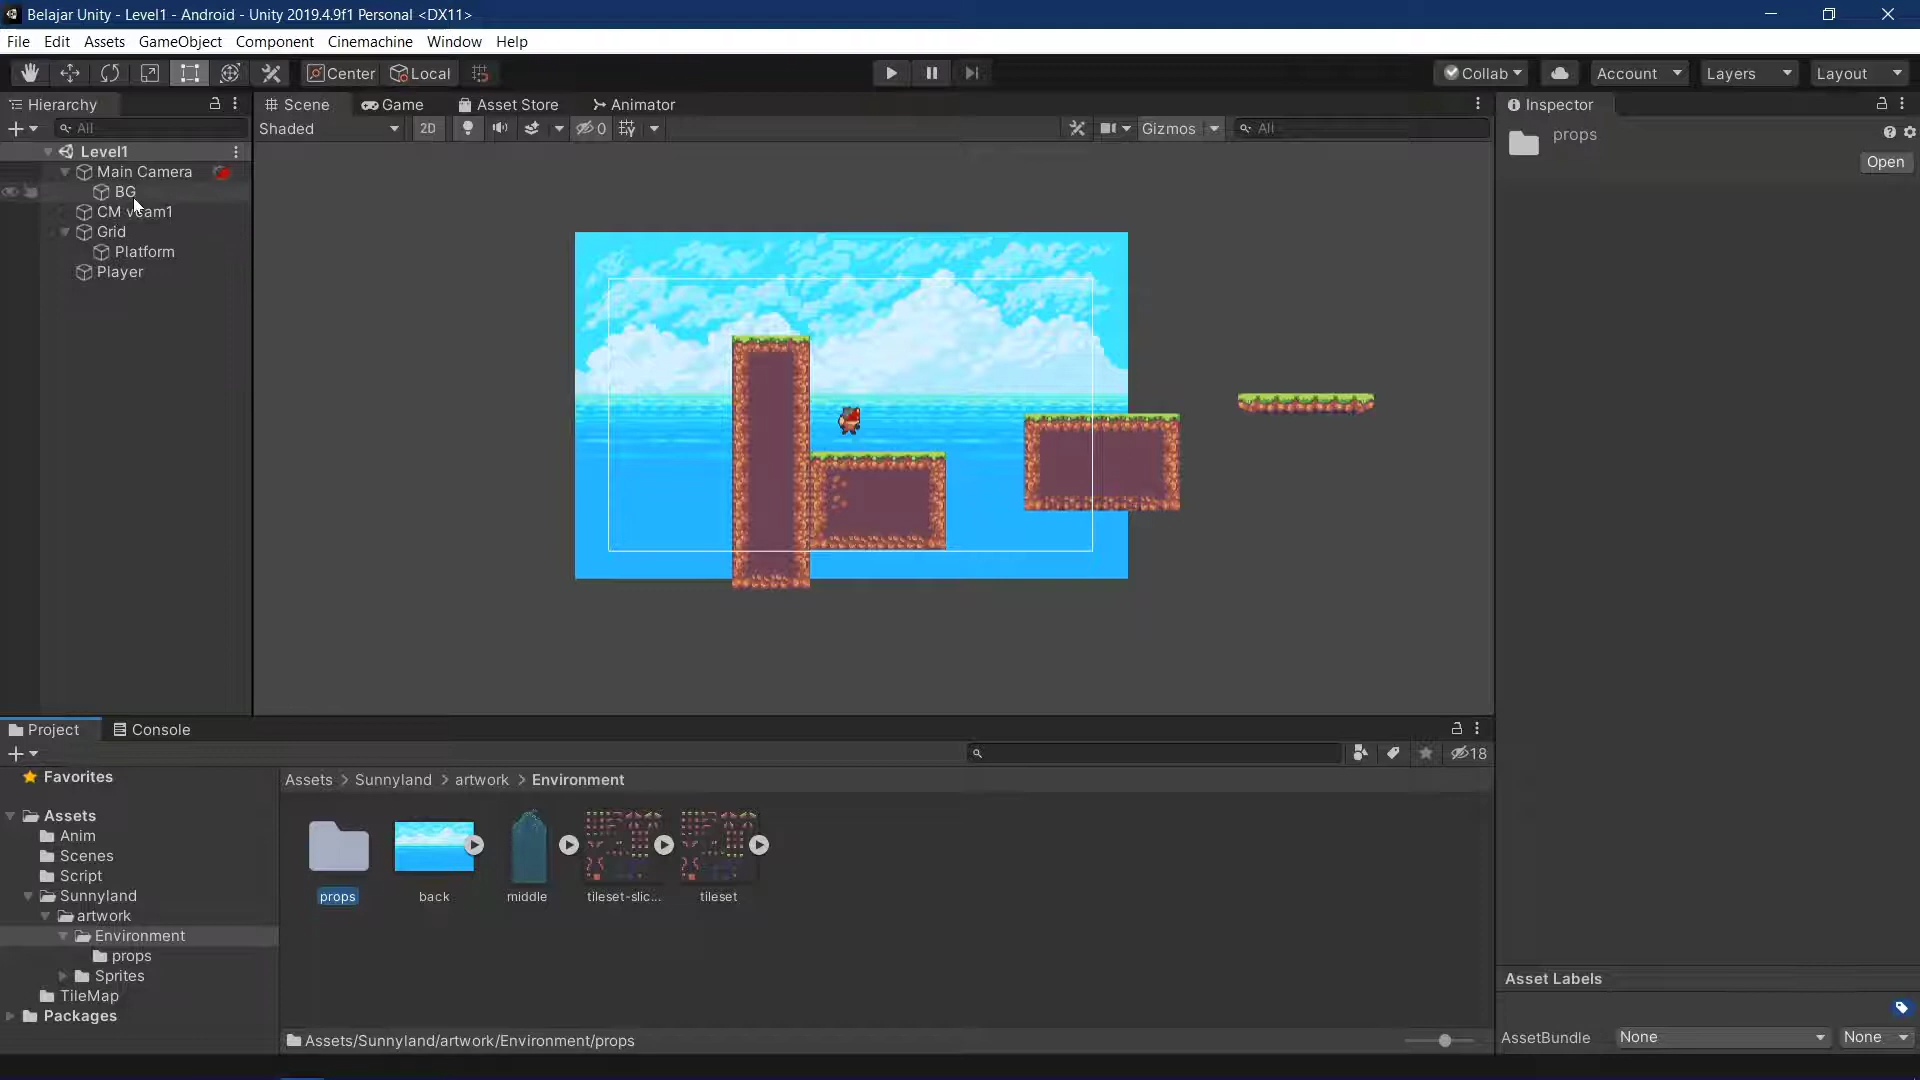 Belajar Unity - Level1 - Android - Unity 2019.4.9f1 Personal <DX11>
File Edit Assets GameObject Component Cinemachine Window Help
Center Local Collab Account Layers Layout
Hierarchy
All
Level1
Main Camera
BG
CM vcam1
Grid
Platform
Player
Scene Game Asset Store Animator
Shaded 2D 0 Gizmos All
Inspector
props
Open
Project Console
18
Favorites
Assets
Anim
Scenes
Script
Sunnyland
artwork
Environment
props
Sprites
TileMap
Packages
Assets > Sunnyland > artwork > Environment
props back middle tileset-slic... tileset
Assets/Sunnyland/artwork/Environment/props
Asset Labels
AssetBundle None None